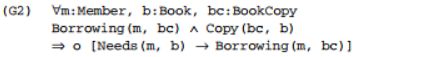 (G2) ∀m:Member, b:Book, bc:BookCopy
Borrowing(m, bc) ∧ Copy(bc, b)
⇒ o [Needs(m, b) → Borrowing(m, bc)]